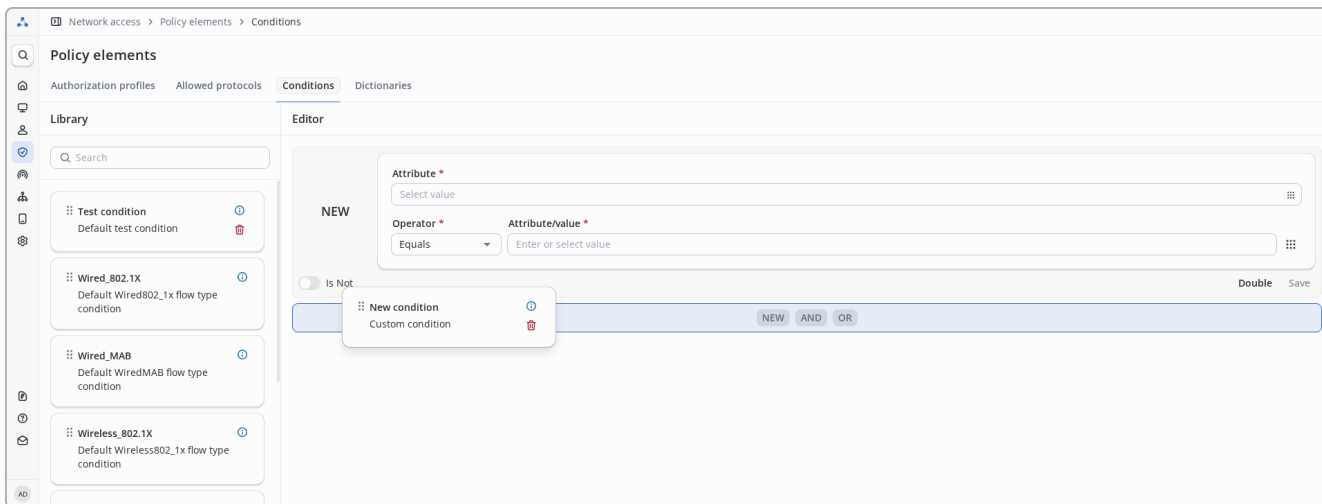 Network access > Policy elements > Conditions
Policy elements
Authorization profiles Allowed protocols Conditions Dictionaries
Library
Editor
Search
Test condition
Default test condition
Wired_802.1X
Default Wired802_1x flow type
condition
Wired_MAB
Default WiredMAB flow type
condition
Wireless_802.1X
Default Wireless802_1x flow type
condition
AD
NEW
Attribute *
Select value
Operator * Attribute/value *
Equals Enter or select value
Is Not Double Save
New condition
Custom condition
NEW AND OR